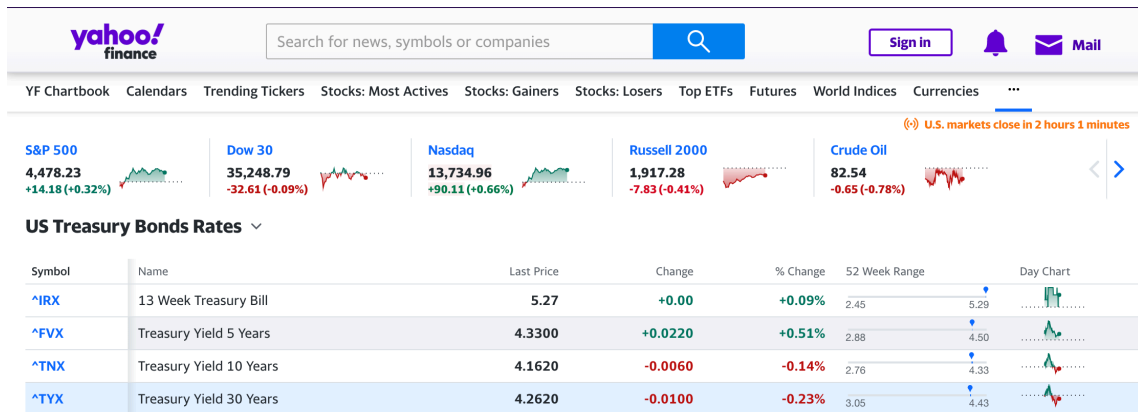 yahoo!
finance
Search for news, symbols or companies
Sign in
Mail
YF Chartbook Calendars Trending Tickers Stocks: Most Actives Stocks: Gainers Stocks: Losers Top ETFs Futures World Indices Currencies ...
U.S. markets close in 2 hours 1 minutes
S&P 500
4,478.23
+14.18 (+0.32%)
Dow 30
35,248.79
-32.61 (-0.09%)
Nasdaq
13,734.96
+90.11 (+0.66%)
Russell 2000
1,917.28
-7.83 (-0.41%)
Crude Oil
82.54
-0.65 (-0.78%)
US Treasury Bonds Rates
Symbol Name Last Price Change % Change 52 Week Range Day Chart
^IRX 13 Week Treasury Bill 5.27 +0.00 +0.09% 2.45 5.29
^FVX Treasury Yield 5 Years 4.3300 +0.0220 +0.51% 2.88 4.50
^TNX Treasury Yield 10 Years 4.1620 -0.0060 -0.14% 2.76 4.33
^TYX Treasury Yield 30 Years 4.2620 -0.0100 -0.23% 3.05 4.43